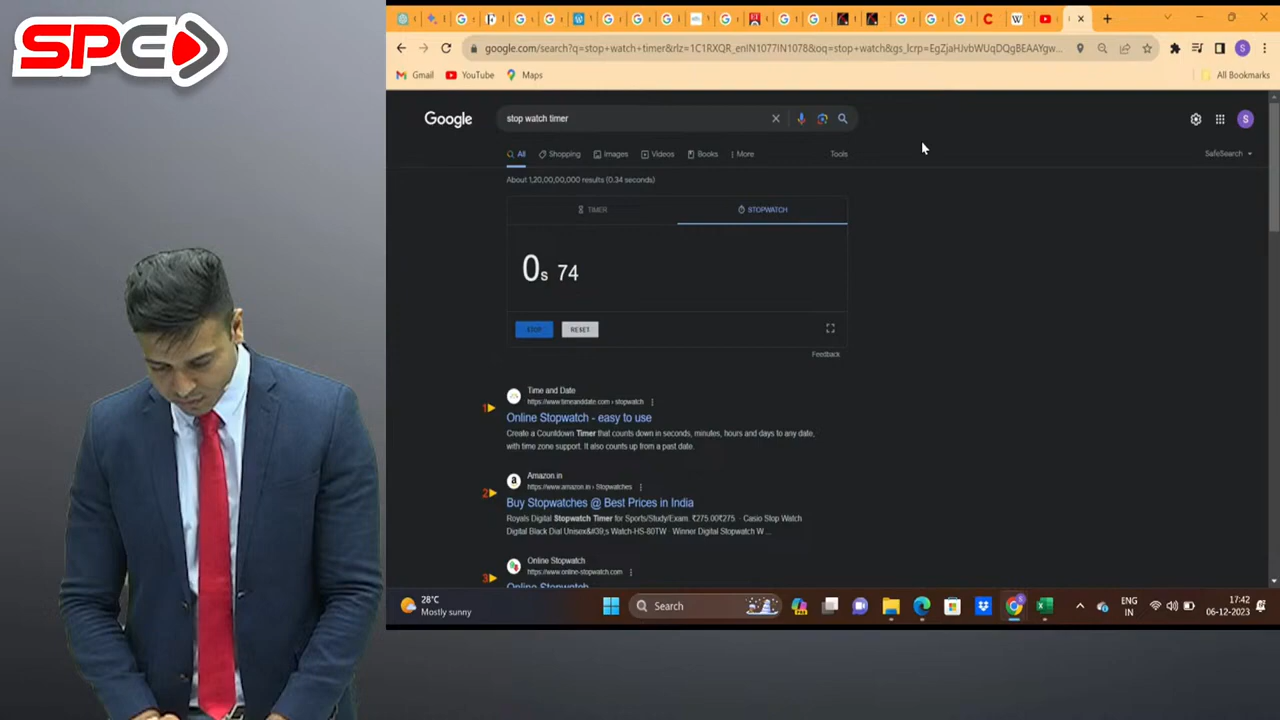 SPED
google.com/search?q=stop+watch+timer&rlz=1C1RXQR_enIN1077IN1078&oq=stop+watch&gs_lcrp=EgZjaHJvbWUqDQgBEAAYgw...
Gmail YouTube Maps All Bookmarks
Google stop watch timer
All Shopping Images Videos Books More Tools SafeSearch
About 1,20,00,00,000 results (0.34 seconds)
TIMER STOPWATCH
0s 74
STOP RESET
Feedback
Time and Date
https://www.timeanddate.com › stopwatch
1
Online Stopwatch - easy to use
Create a Countdown Timer that counts down in seconds, minutes, hours and days to any date,
with time zone support. It also counts up from a past date.
Amazon.in
https://www.amazon.in › Stopwatches
2
Buy Stopwatches @ Best Prices in India
Royals Digital Stopwatch Timer for Sports/Study/Exam. ₹275.00₹275 · Casio Stop Watch
Digital Black Dial Unisex&#39;s Watch-HS-80TW · Winner Digital Stopwatch W ...
Online Stopwatch
https://www.online-stopwatch.com
3
Online Stopwatch
28°C
Mostly sunny
Search
ENG
IN
17:42
06-12-2023